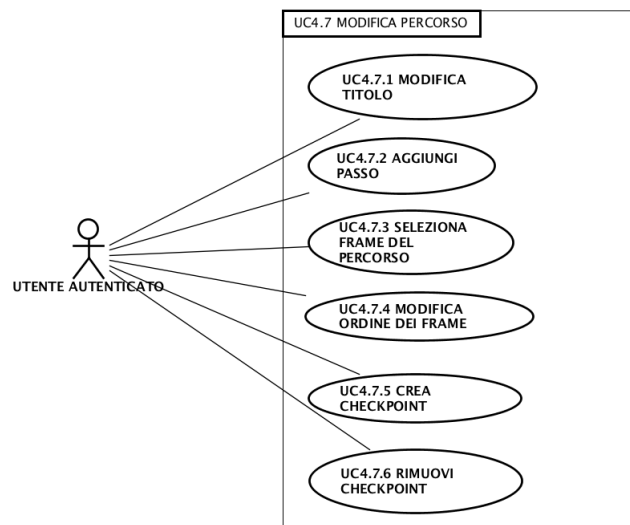 UC4.7 MODIFICA PERCORSO
UC4.7.1 MODIFICA
TITOLO
UC4.7.2 AGGIUNGI
PASSO
UC4.7.3 SELEZIONA
FRAME DEL
PERCORSO
UTENTE AUTENTICATO
UC4.7.4 MODIFICA
ORDINE DEI FRAME
UC4.7.5 CREA
CHECKPOINT
UC4.7.6 RIMUOVI
CHECKPOINT